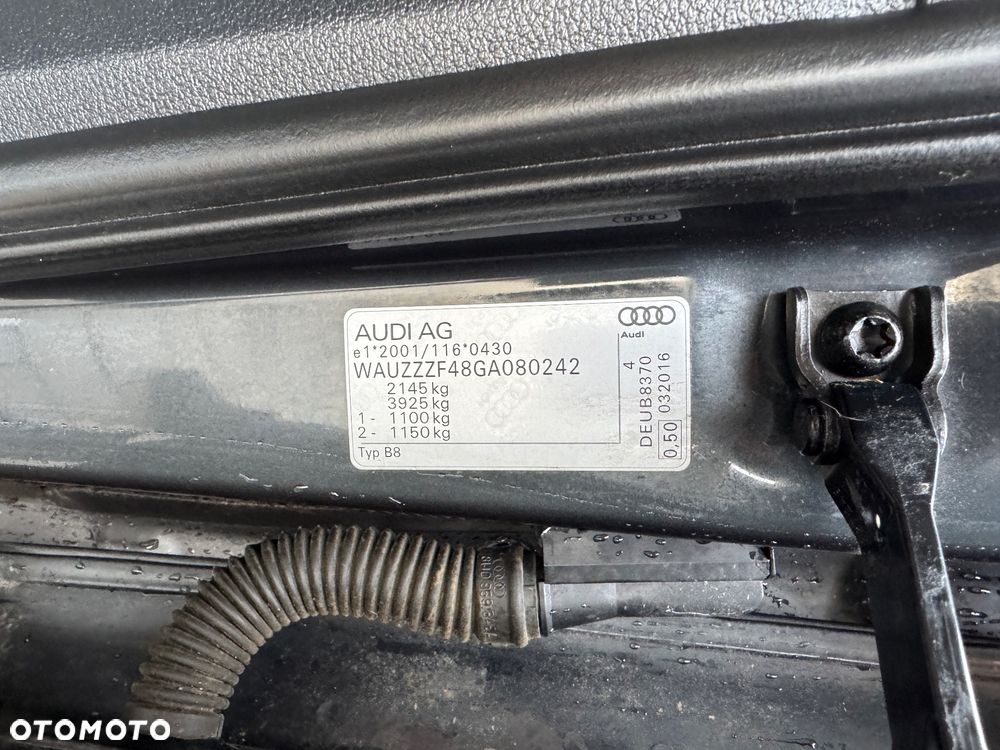 AUDI AG
Audi
e1*2001/116*0430
WAUZZZF48GA080242
2145 kg
3925 kg
1 - 1100 kg
2 - 1150 kg
Typ B8
4
DEUB8370
0,50 032016
OTOMOTO